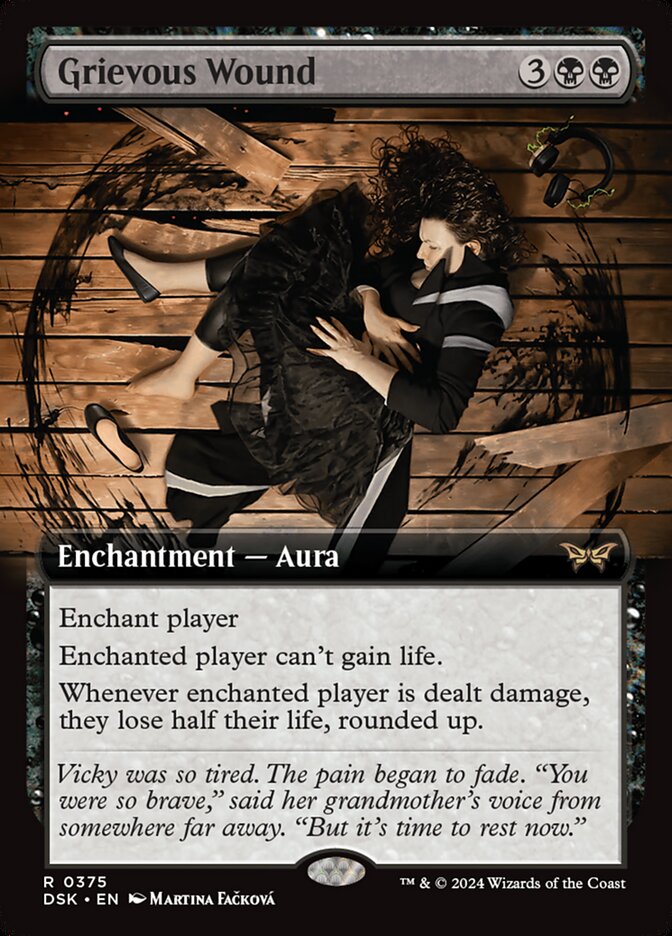 Grievous Wound 3
Enchantment — Aura
Enchant player
Enchanted player can't gain life.
Whenever enchanted player is dealt damage,
they lose half their life, rounded up.
Vicky was so tired. The pain began to fade. “You
were so brave,” said her grandmother's voice from
somewhere far away. “But it's time to rest now.”
R 0375
DSK • EN Martina Fačková
™ & © 2024 Wizards of the Coast